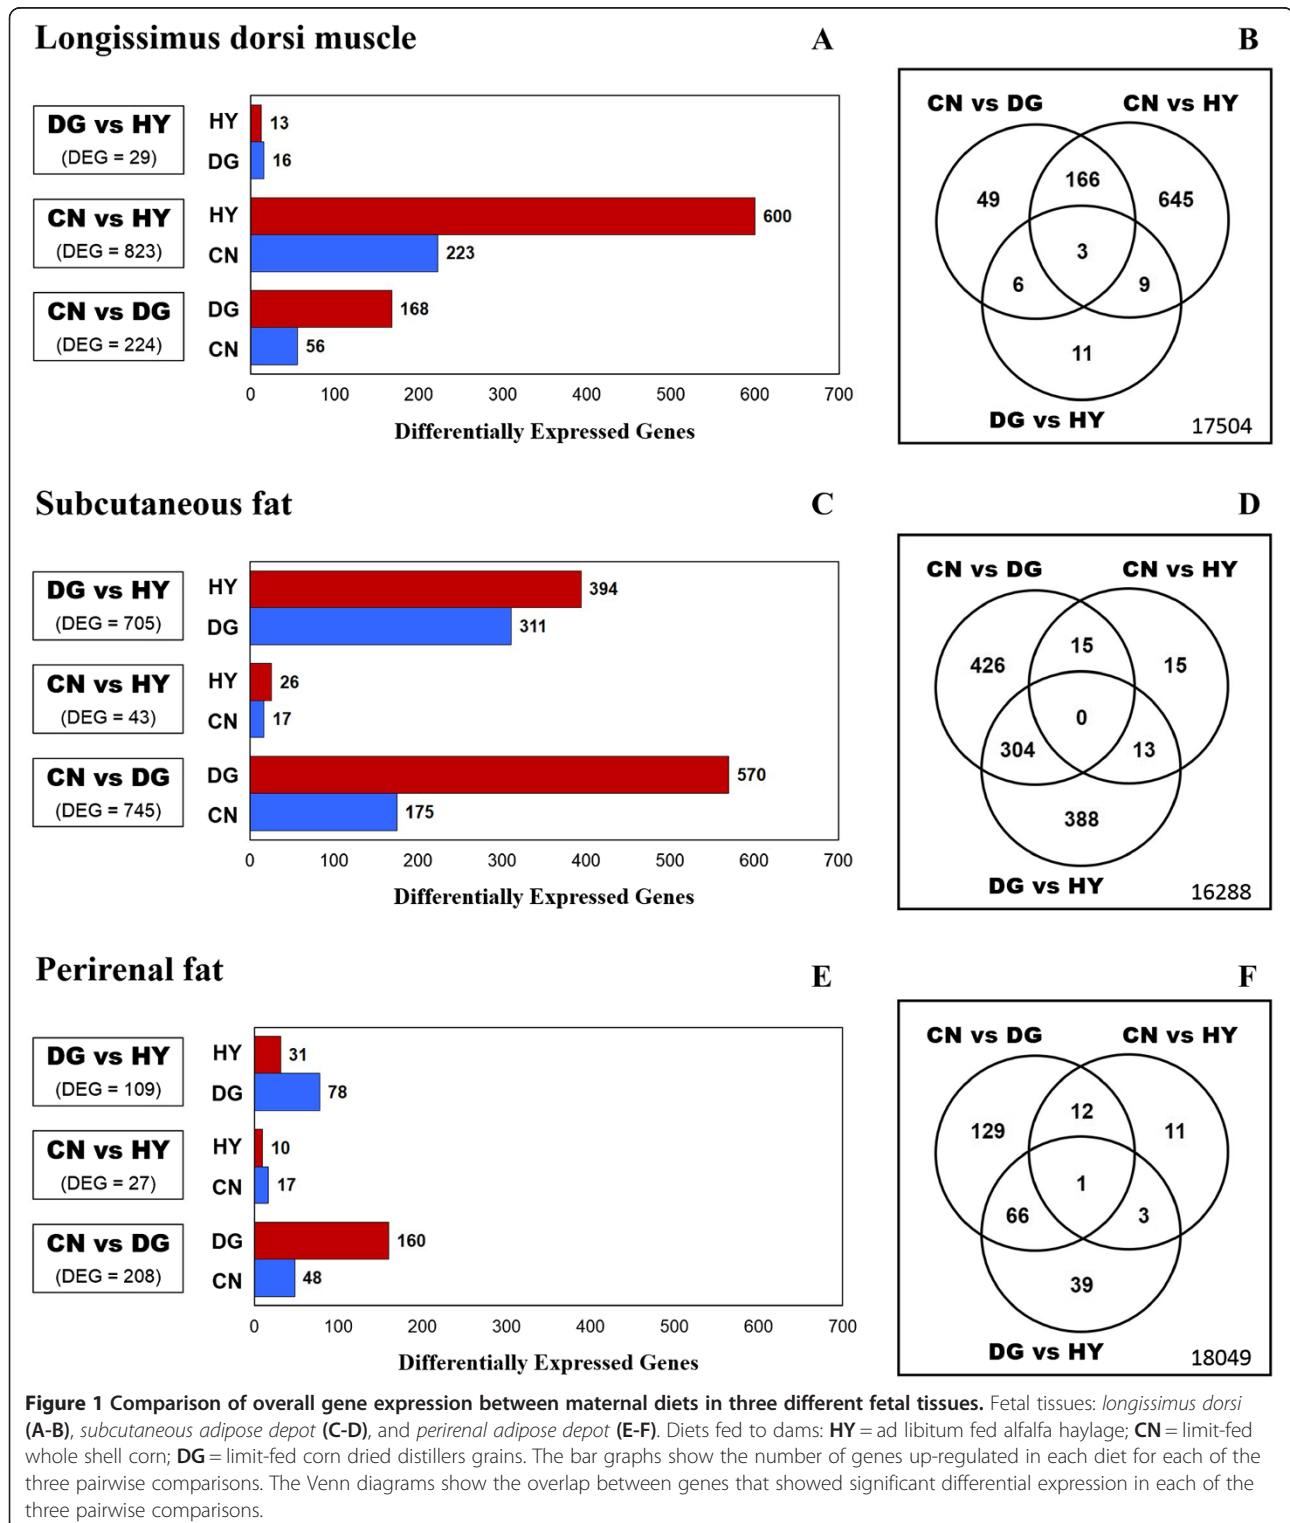 Longissimus dorsi muscle
A
B
DG vs HY
(DEG = 29)
HY
13
DG
16
CN vs HY
(DEG = 823)
HY
600
CN
223
CN vs DG
(DEG = 224)
DG
168
CN
56
0 100 200 300 400 500 600 700
Differentially Expressed Genes
CN vs DG
CN vs HY
49
166
645
3
6
9
11
DG vs HY
17504
Subcutaneous fat
C
D
DG vs HY
(DEG = 705)
HY
394
DG
311
CN vs HY
(DEG = 43)
HY
26
CN
17
CN vs DG
(DEG = 745)
DG
570
CN
175
0 100 200 300 400 500 600 700
Differentially Expressed Genes
CN vs DG
CN vs HY
426
15
15
0
304
13
388
DG vs HY
16288
Perirenal fat
E
F
DG vs HY
(DEG = 109)
HY
31
DG
78
CN vs HY
(DEG = 27)
HY
10
CN
17
CN vs DG
(DEG = 208)
DG
160
CN
48
0 100 200 300 400 500 600 700
Differentially Expressed Genes
CN vs DG
CN vs HY
129
12
11
1
66
3
39
DG vs HY
18049
Figure 1 Comparison of overall gene expression between maternal diets in three different fetal tissues. Fetal tissues: longissimus dorsi
(A-B), subcutaneous adipose depot (C-D), and perirenal adipose depot (E-F). Diets fed to dams: HY = ad libitum fed alfalfa haylage; CN = limit-fed
whole shell corn; DG = limit-fed corn dried distillers grains. The bar graphs show the number of genes up-regulated in each diet for each of the
three pairwise comparisons. The Venn diagrams show the overlap between genes that showed significant differential expression in each of the
three pairwise comparisons.